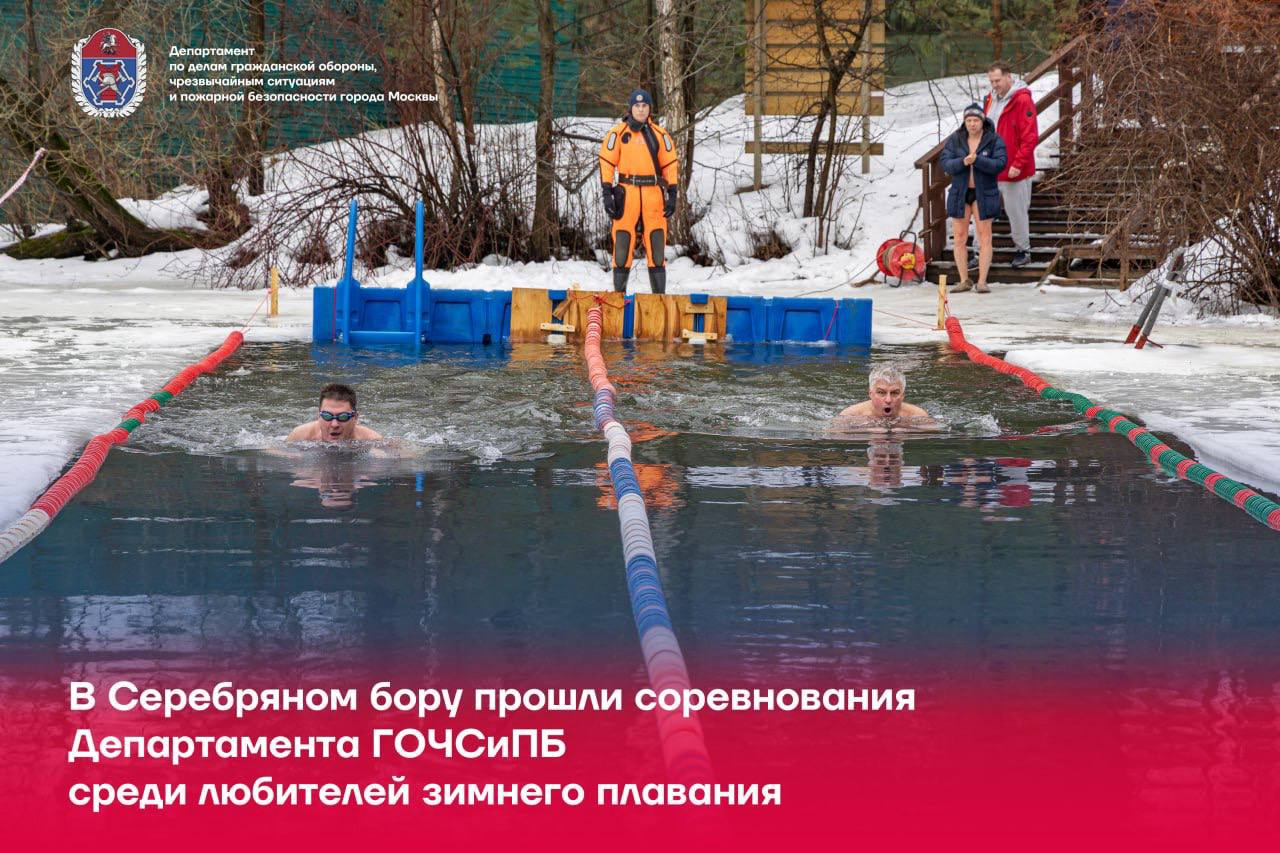 Департамент
по делам гражданской обороны,
чрезвычайным ситуациям
и пожарной безопасности города Москвы
В Серебряном бору прошли соревнования
Департамента ГОЧСиПБ
среди любителей зимнего плавания